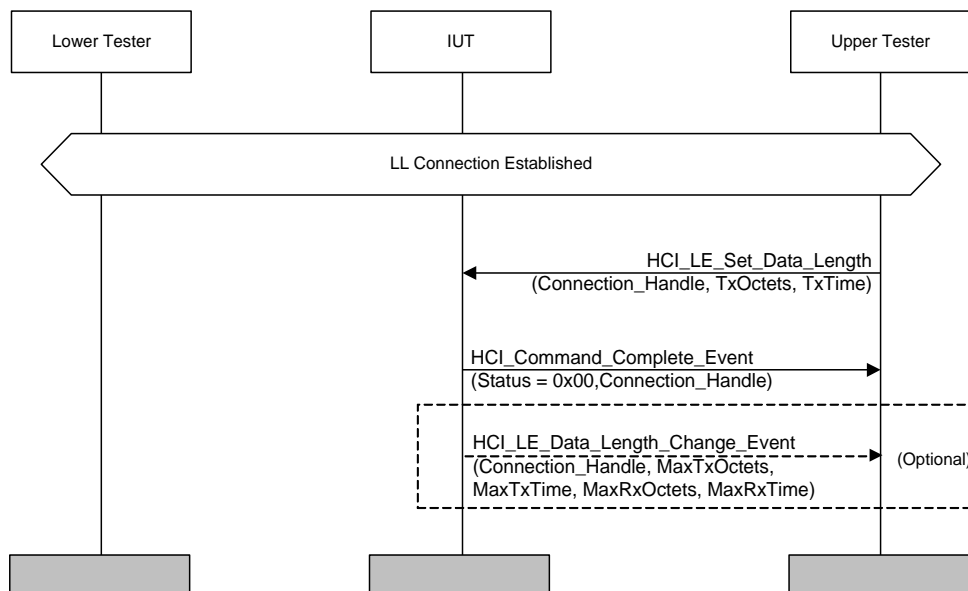 Lower Tester
IUT
Upper Tester
LL Connection Established
HCI_LE_Set_Data_Length
(Connection_Handle, TxOctets, TxTime)
HCI_Command_Complete_Event
(Status = 0x00,Connection_Handle)
HCI_LE_Data_Length_Change_Event
(Connection_Handle, MaxTxOctets,
MaxTxTime, MaxRxOctets, MaxRxTime)
(Optional)